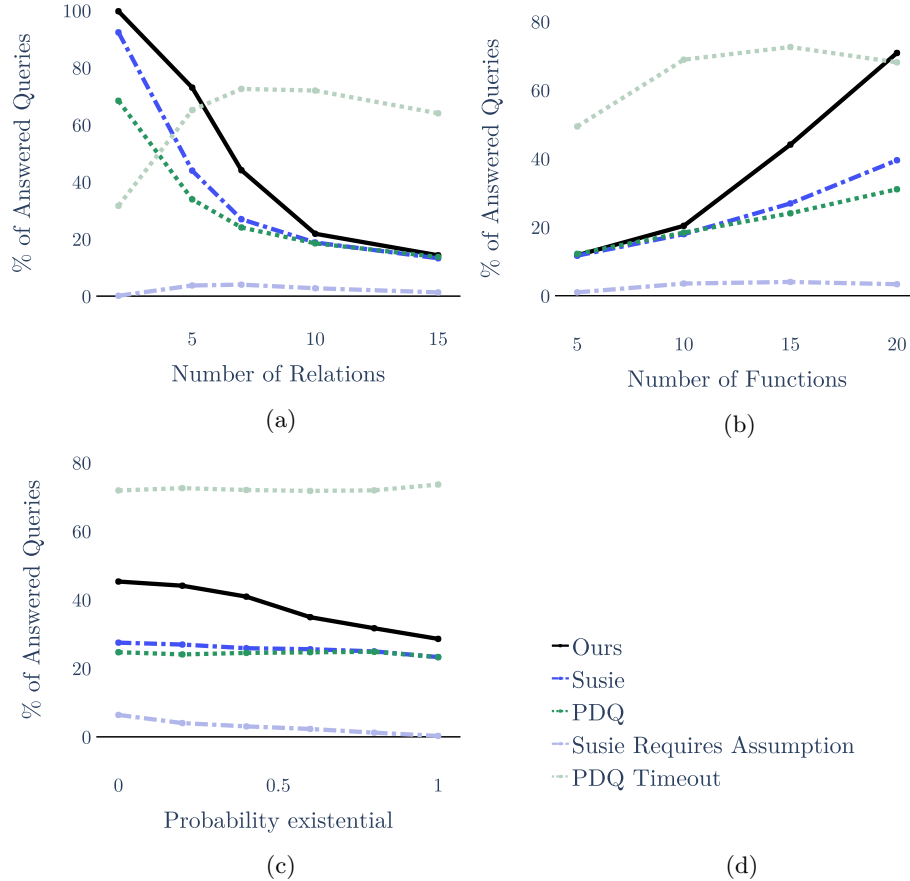 100
80
60
40
20
0
% of Answered Queries
5
10
15
Number of Relations
(a)
80
60
40
20
0
% of Answered Queries
5
10
15
20
Number of Functions
(b)
80
60
40
20
0
% of Answered Queries
0
0.5
1
Probability existential
(c)
Ours
Susie
PDQ
Susie Requires Assumption
PDQ Timeout
(d)